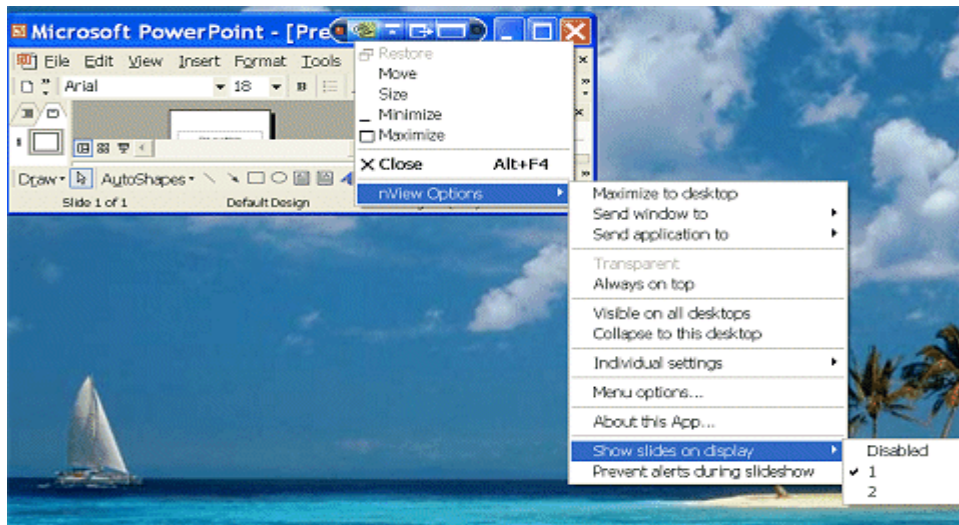 Microsoft PowerPoint - [Pre
File Edit View Insert Format Tools
Arial 18 B
1
Draw AutoShapes
Slide 1 of 1 Default Design
Restore
Move
Size
Minimize
Maximize
Close Alt+F4
nView Options
Maximize to desktop
Send window to
Send application to
Transparent
Always on top
Visible on all desktops
Collapse to this desktop
Individual settings
Menu options...
About this App...
Show slides on display
Prevent alerts during slideshow
Disabled
1
2